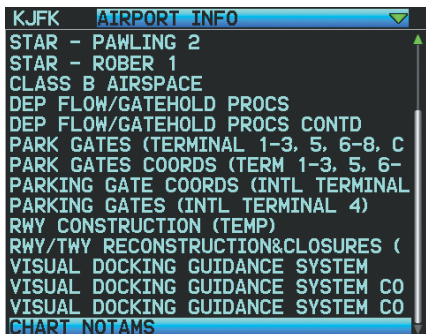 KJFK AIRPORT INFO
STAR - PAWLING 2
STAR - ROBER 1
CLASS B AIRSPACE
DEP FLOW/GATEHOLD PROCS
DEP FLOW/GATEHOLD PROCS CONTD
PARK GATES (TERMINAL 1-3, 5, 6-8, C
PARK GATES COORDS (TERM 1-3, 5, 6-
PARKING GATE COORDS (INTL TERMINAL
PARKING GATES (INTL TERMINAL 4)
RWY CONSTRUCTION (TEMP)
RWY/TWY RECONSTRUCTION&CLOSURES (
VISUAL DOCKING GUIDANCE SYSTEM
VISUAL DOCKING GUIDANCE SYSTEM CO
VISUAL DOCKING GUIDANCE SYSTEM CO
CHART NOTAMS